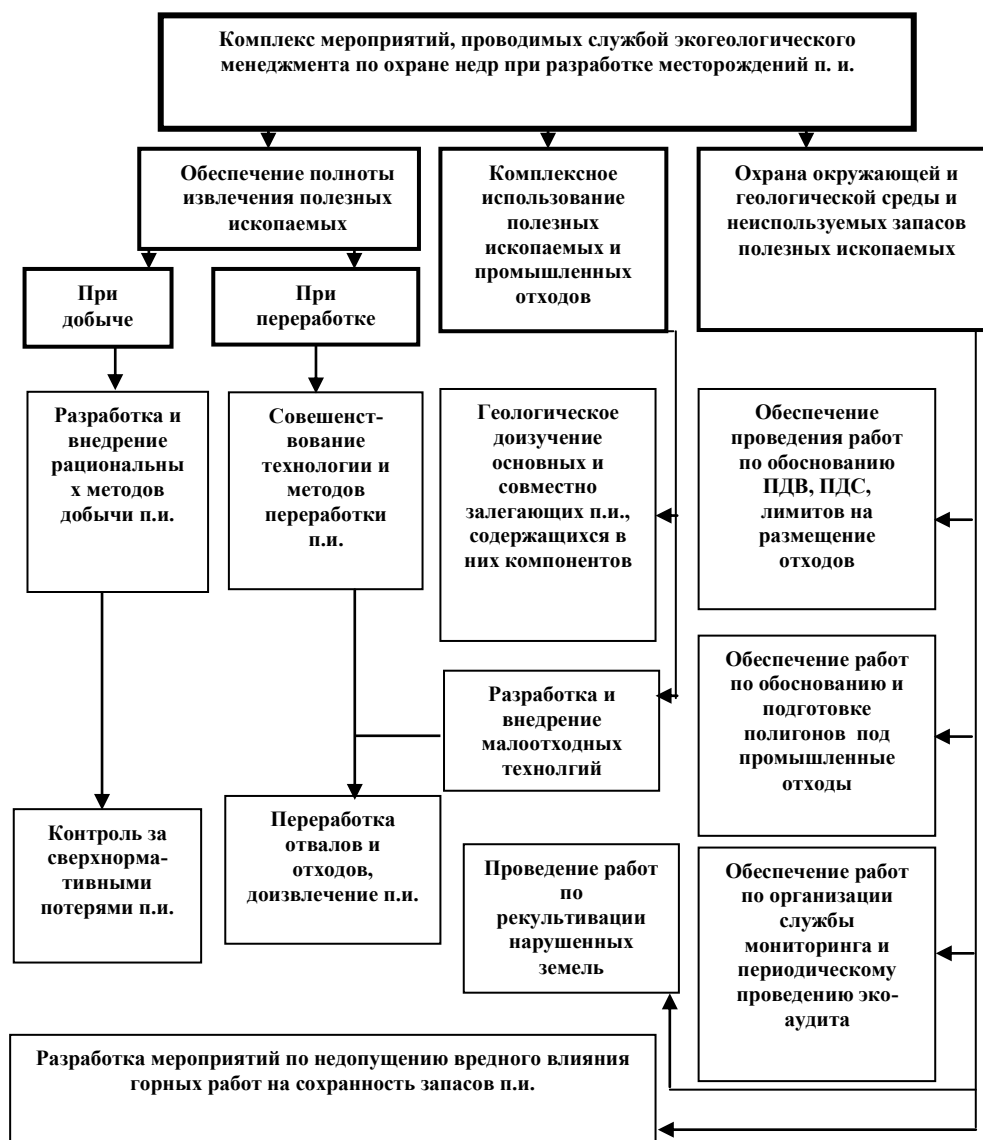 Комплекс мероприятий, проводимых службой экогеологического
менеджмента по охране недр при разработке месторождений п. и.
Обеспечение полноты
извлечения полезных
ископаемых
Комплексное
использование
полезных
ископаемых и
промышленных
отходов
Охрана окружающей и
геологической среды и
неиспользуемых запасов
полезных ископаемых
При
добыче
При
переработке
Разработка и
внедрение
рациональны
х методов
добычи п.и.
Совешенст-
вование
технологии и
методов
переработки
п.и.
Геологическое
доизучение
основных и
совместно
залегающих п.и.,
содержащихся в
них компонентов
Обеспечение
проведения работ
по обоснованию
ПДВ, ПДС,
лимитов на
размещение
отходов
Разработка и
внедрение
малоотходных
технолгий
Обеспечение работ
по обоснованию и
подготовке
полигонов под
промышленные
отходы
Контроль за
сверхнорма-
тивными
потерями п.и.
Переработка
отвалов и
отходов,
доизвлечение п.и.
Проведение работ
по
рекультивации
нарушенных
земель
Обеспечение работ
по организации
службы
мониторинга и
периодическому
проведению эко-
аудита
Разработка мероприятий по недопущению вредного влияния
горных работ на сохранность запасов п.и.